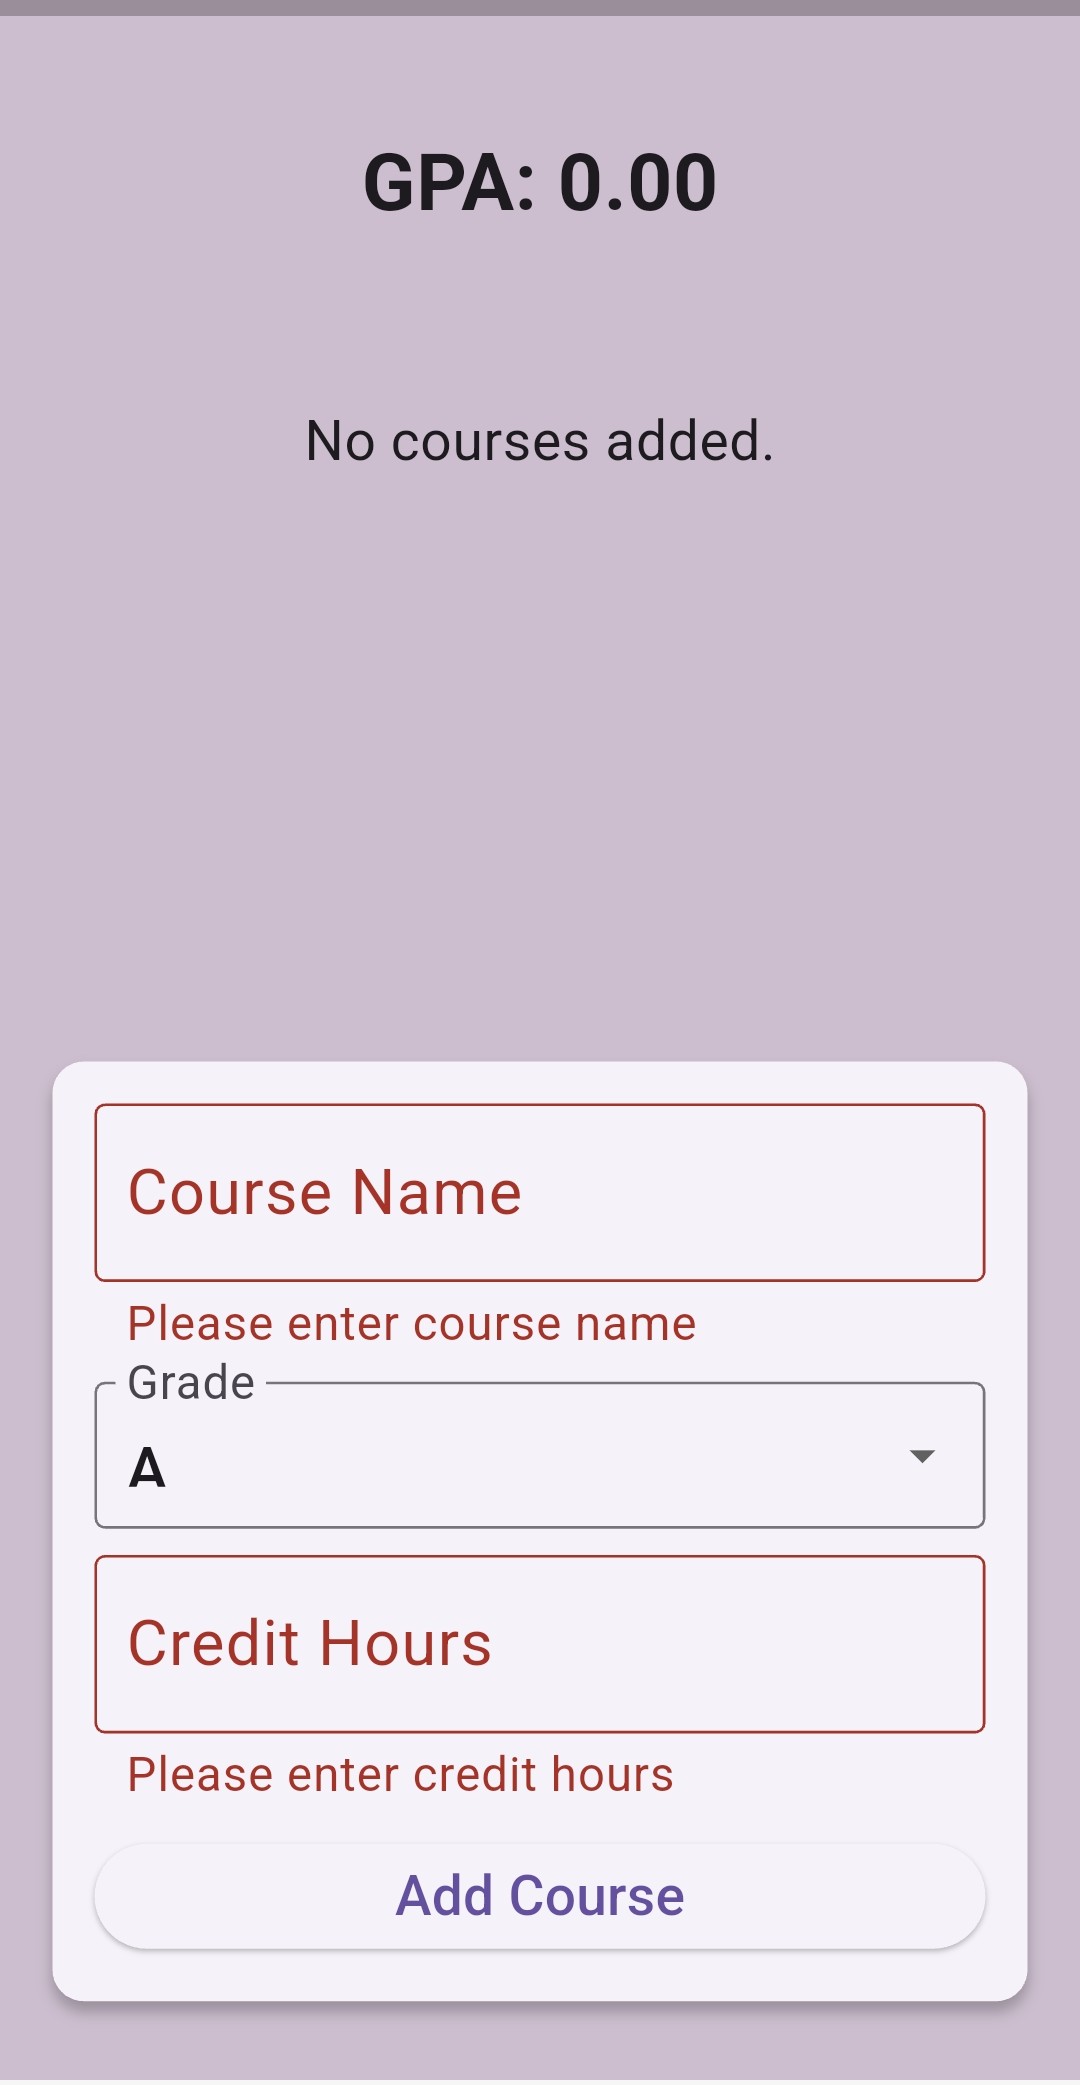 GPA: 0.00
No courses added.
Course Name
Please enter course name
Grade
A
Credit Hours
Please enter credit hours
Add Course